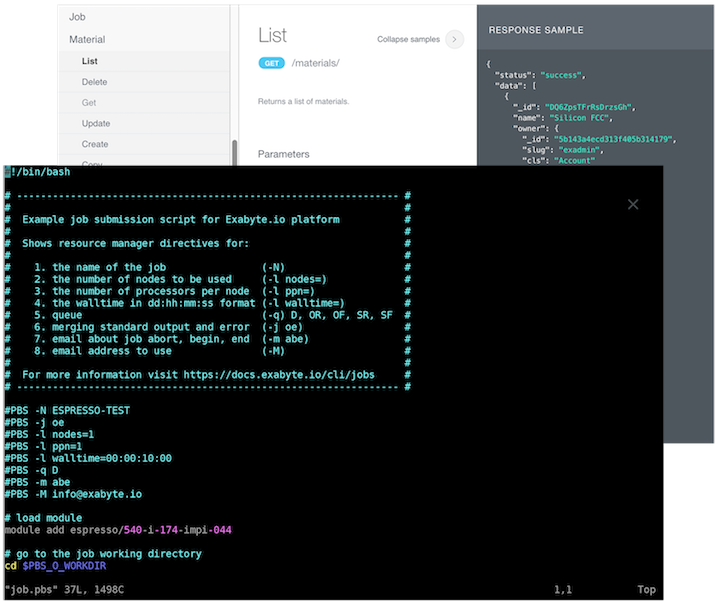 Job
Material
List
Delete
Get
Update
Create
Copy
List
Collapse samples
GET /materials/
Returns a list of materials.
Parameters
RESPONSE SAMPLE
{
"status": "success",
"data": [
{
"_id": "DQ6ZpsTFrRsDrzsGh",
"name": "Silicon FCC",
"owner": {
"_id": "5b143a4ecd313f405b314179",
"slug": "exadmin",
"cls": "Account"
#!/bin/bash
# ---------------------------------------------------------------- #
#                                                                  #
#  Example job submission script for Exabyte.io platform           #
#                                                                  #
#  Shows resource manager directives for:                          #
#                                                                  #
#    1. the name of the job                (-N)                    #
#    2. the number of nodes to be used     (-l nodes=)             #
#    3. the number of processors per node  (-l ppn=)               #
#    4. the walltime in dd:hh:mm:ss format (-l walltime=)          #
#    5. queue                              (-q) D, OR, OF, SR, SF  #
#    6. merging standard output and error  (-j oe)                 #
#    7. email about job abort, begin, end  (-m abe)                #
#    8. email address to use               (-M)                    #
#                                                                  #
#  For more information visit https://docs.exabyte.io/cli/jobs     #
# ---------------------------------------------------------------- #
#PBS -N ESPRESSO-TEST
#PBS -j oe
#PBS -l nodes=1
#PBS -l ppn=1
#PBS -l walltime=00:00:10:00
#PBS -q D
#PBS -m abe
#PBS -M info@exabyte.io
# load module
module add espresso/540-i-174-impi-044
# go to the job working directory
cd $PBS_O_WORKDIR
"job.pbs" 37L, 1498C 1,1 Top